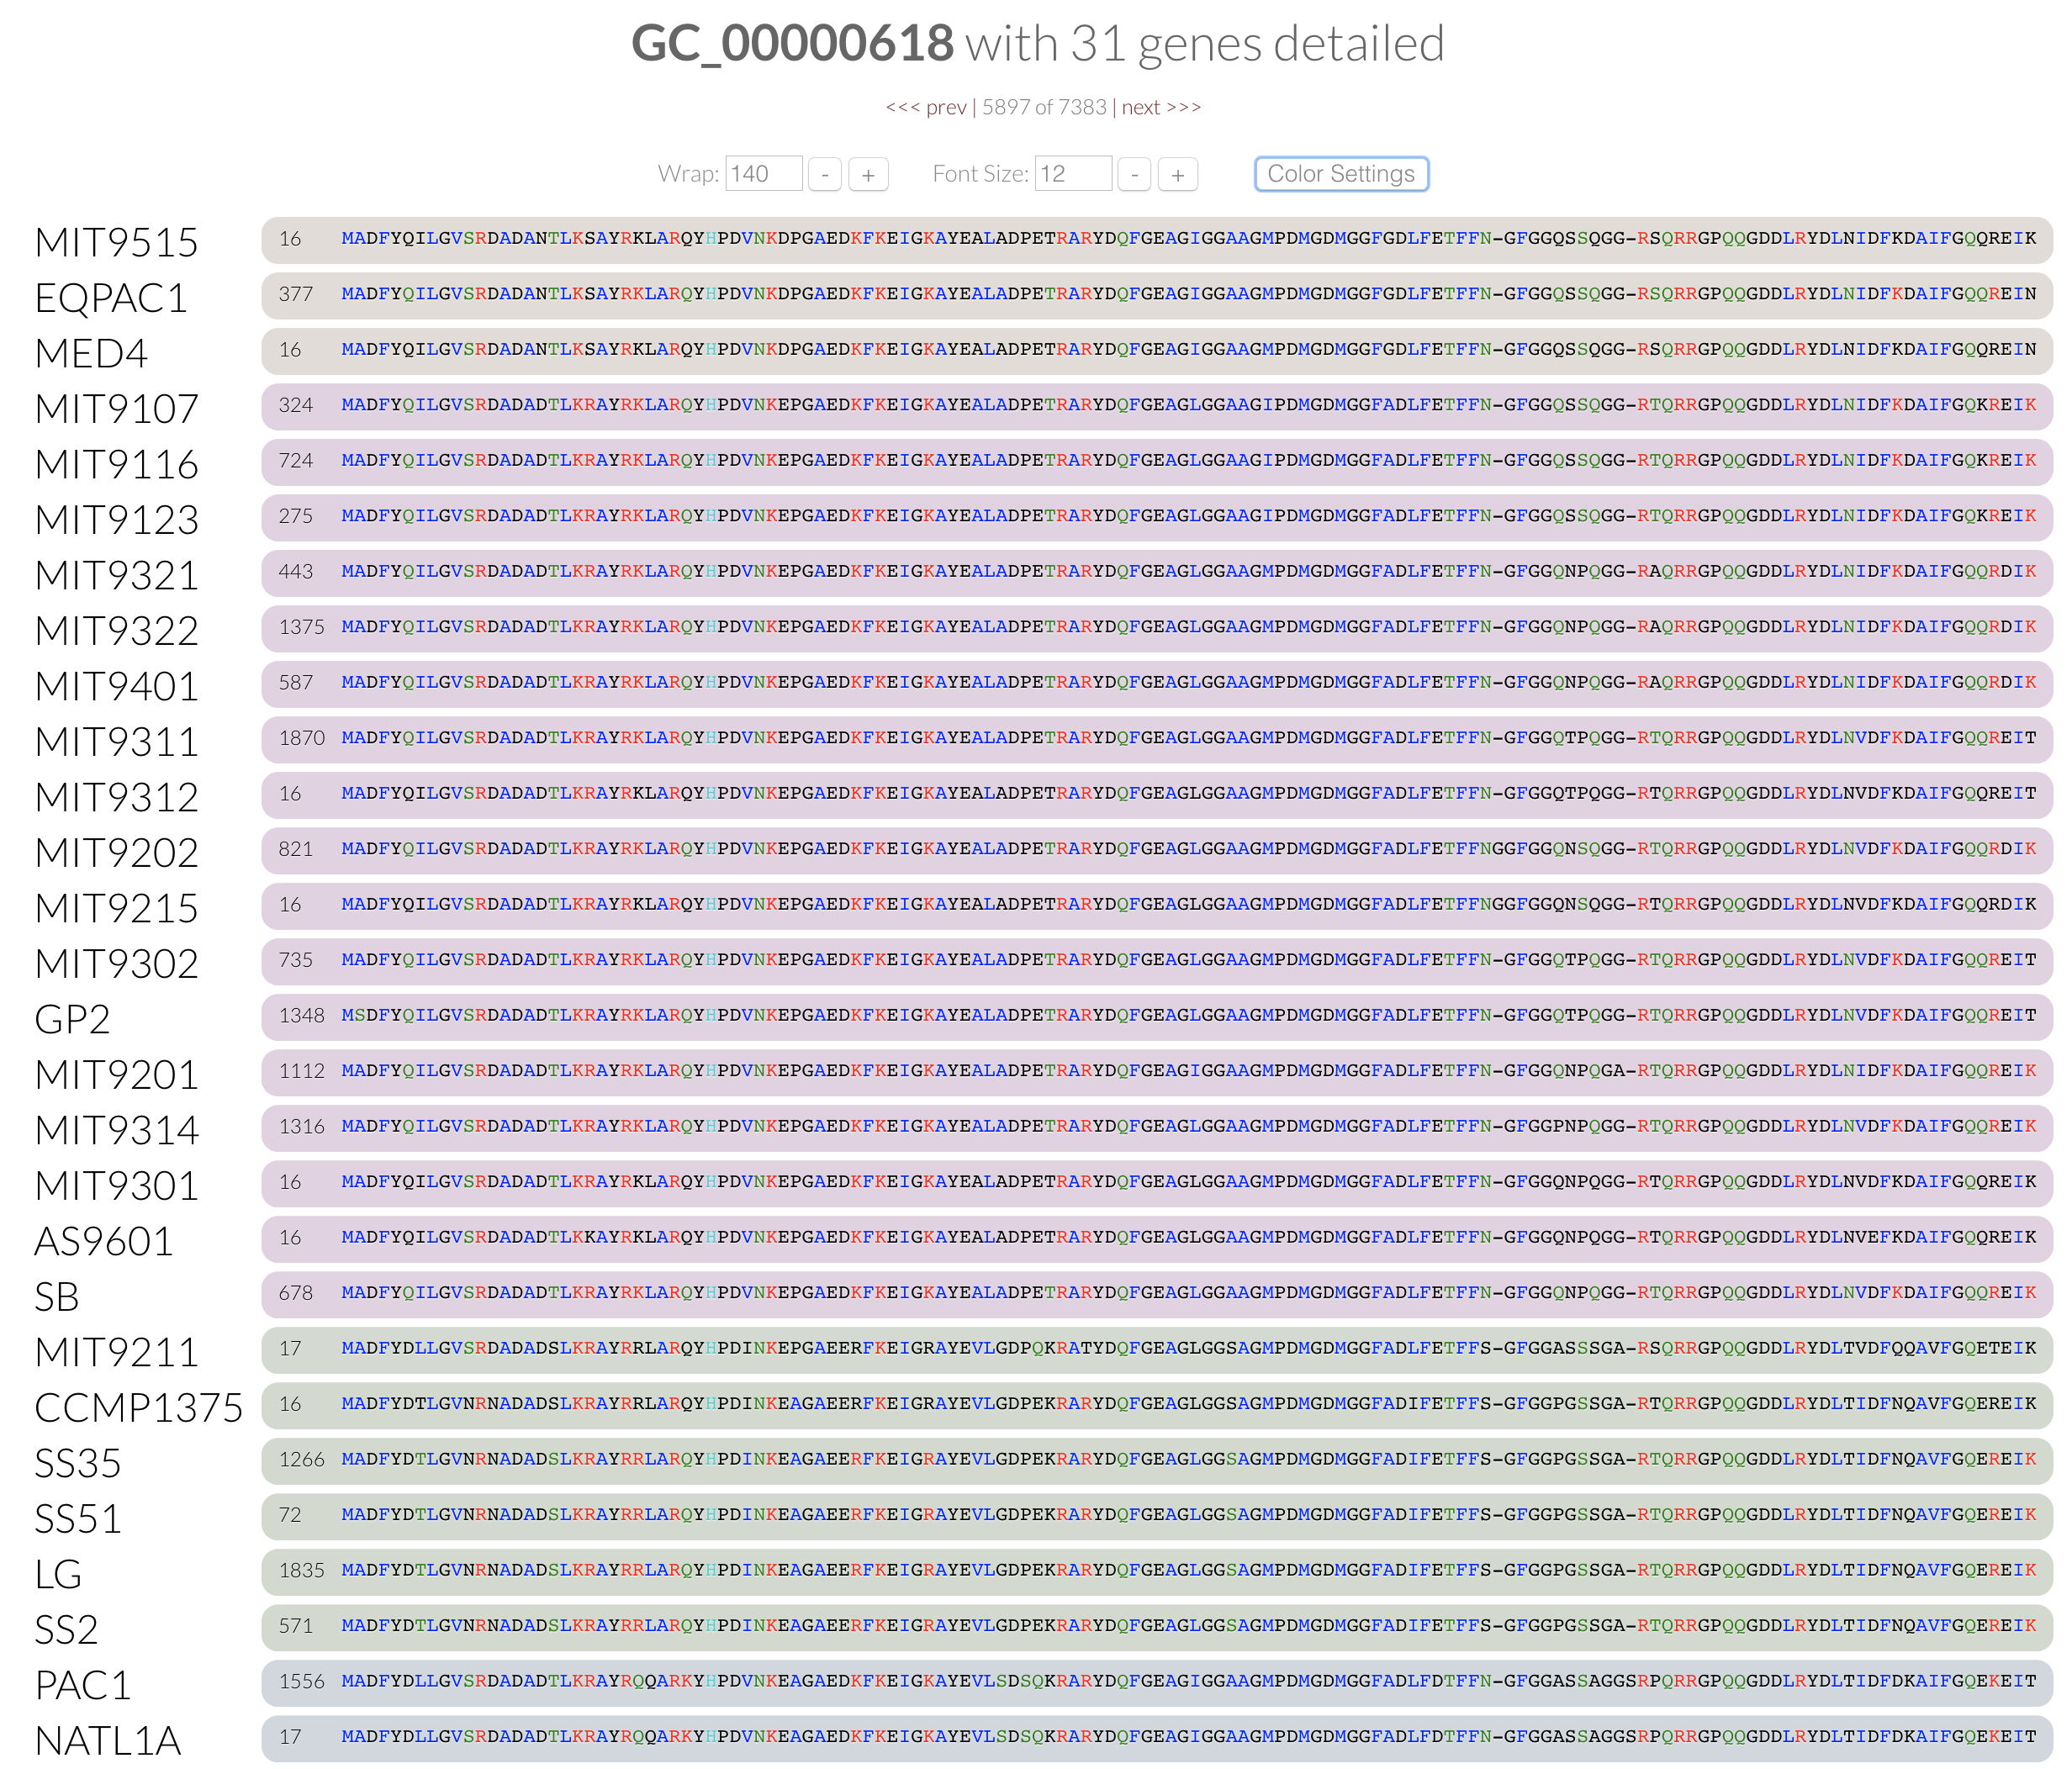 GC_00000618 with 31 genes detailed
<<< prev | 5897 of 7383 | next >>>
Wrap: 140 - + Font Size: 12 - + Color Settings
MIT9515 16 MADFYQILGVSRDADANTLKSAYRKLARQYHPDVNKDPGAEDKFKEIGKAYEALADPETRARYDQFGEAGIGGAAGMPDMGDMGGFGDLFETFFN-GFGGQSSQGG-RSQRRGPQQGDDLRYDLNIDFKDAIFGQQREIK
EQPAC1 377 MADFYQILGVSRDADANTLKSAYRKLARQYHPDVNKDPGAEDKFKEIGKAYEALADPETRARYDQFGEAGIGGAAGMPDMGDMGGFGDLFETFFN-GFGGQSSQGG-RSQRRGPQQGDDLRYDLNIDFKDAIFGQQREIN
MED4 16 MADFYQILGVSRDADANTLKSAYRKLARQYHPDVNKDPGAEDKFKEIGKAYEALADPETRARYDQFGEAGIGGAAGMPDMGDMGGFGDLFETFFN-GFGGQSSQGG-RSQRRGPQQGDDLRYDLNIDFKDAIFGQQREIN
MIT9107 324 MADFYQILGVSRDADADTLKRAYRKLARQYHPDVNKEPGAEDKFKEIGKAYEALADPETRARYDQFGEAGLGGAAGIPDMGDMGGFADLFETFFN-GFGGQSSQGG-RTQRRGPQQGDDLRYDLNIDFKDAIFGQKREIK
MIT9116 724 MADFYQILGVSRDADADTLKRAYRKLARQYHPDVNKEPGAEDKFKEIGKAYEALADPETRARYDQFGEAGLGGAAGIPDMGDMGGFADLFETFFN-GFGGQSSQGG-RTQRRGPQQGDDLRYDLNIDFKDAIFGQKREIK
MIT9123 275 MADFYQILGVSRDADADTLKRAYRKLARQYHPDVNKEPGAEDKFKEIGKAYEALADPETRARYDQFGEAGLGGAAGIPDMGDMGGFADLFETFFN-GFGGQSSQGG-RTQRRGPQQGDDLRYDLNIDFKDAIFGQKREIK
MIT9321 443 MADFYQILGVSRDADADTLKRAYRKLARQYHPDVNKEPGAEDKFKEIGKAYEALADPETRARYDQFGEAGLGGAAGMPDMGDMGGFADLFETFFN-GFGGQNPQGG-RAQRRGPQQGDDLRYDLNIDFKDAIFGQQRDIK
MIT9322 1375 MADFYQILGVSRDADADTLKRAYRKLARQYHPDVNKEPGAEDKFKEIGKAYEALADPETRARYDQFGEAGLGGAAGMPDMGDMGGFADLFETFFN-GFGGQNPQGG-RAQRRGPQQGDDLRYDLNIDFKDAIFGQQRDIK
MIT9401 587 MADFYQILGVSRDADADTLKRAYRKLARQYHPDVNKEPGAEDKFKEIGKAYEALADPETRARYDQFGEAGLGGAAGMPDMGDMGGFADLFETFFN-GFGGQNPQGG-RAQRRGPQQGDDLRYDLNIDFKDAIFGQQRDIK
MIT9311 1870 MADFYQILGVSRDADADTLKRAYRKLARQYHPDVNKEPGAEDKFKEIGKAYEALADPETRARYDQFGEAGLGGAAGMPDMGDMGGFADLFETFFN-GFGGQTPQGG-RTQRRGPQQGDDLRYDLNVDFKDAIFGQQREIT
MIT9312 16 MADFYQILGVSRDADADTLKRAYRKLARQYHPDVNKEPGAEDKFKEIGKAYEALADPETRARYDQFGEAGLGGAAGMPDMGDMGGFADLFETFFN-GFGGQTPQGG-RTQRRGPQQGDDLRYDLNVDFKDAIFGQQREIT
MIT9202 821 MADFYQILGVSRDADADTLKRAYRKLARQYHPDVNKEPGAEDKFKEIGKAYEALADPETRARYDQFGEAGLGGAAGMPDMGDMGGFADLFETFFNGGFGGQNSQGG-RTQRRGPQQGDDLRYDLNVDFKDAIFGQQRDIK
MIT9215 16 MADFYQILGVSRDADADTLKRAYRKLARQYHPDVNKEPGAEDKFKEIGKAYEALADPETRARYDQFGEAGLGGAAGMPDMGDMGGFADLFETFFNGGFGGQNSQGG-RTQRRGPQQGDDLRYDLNVDFKDAIFGQQRDIK
MIT9302 735 MADFYQILGVSRDADADTLKRAYRKLARQYHPDVNKEPGAEDKFKEIGKAYEALADPETRARYDQFGEAGLGGAAGMPDMGDMGGFADLFETFFN-GFGGQTPQGG-RTQRRGPQQGDDLRYDLNVDFKDAIFGQQREIT
GP2 1348 MSDFYQILGVSRDADADTLKRAYRKLARQYHPDVNKEPGAEDKFKEIGKAYEALADPETRARYDQFGEAGLGGAAGMPDMGDMGGFADLFETFFN-GFGGQTPQGG-RTQRRGPQQGDDLRYDLNVDFKDAIFGQQREIT
MIT9201 1112 MADFYQILGVSRDADADTLKRAYRKLARQYHPDVNKEPGAEDKFKEIGKAYEALADPETRARYDQFGEAGIGGAAGMPDMGDMGGFADLFETFFN-GFGGQNPQGA-RTQRRGPQQGDDLRYDLNIDFKDAIFGQQREIK
MIT9314 1316 MADFYQILGVSRDADADTLKRAYRKLARQYHPDVNKEPGAEDKFKEIGKAYEALADPETRARYDQFGEAGLGGAAGMPDMGDMGGFADLFETFFN-GFGGPNPQGG-RTQRRGPQQGDDLRYDLNVDFKDAIFGQQREIK
MIT9301 16 MADFYQILGVSRDADADTLKRAYRKLARQYHPDVNKEPGAEDKFKEIGKAYEALADPETRARYDQFGEAGLGGAAGMPDMGDMGGFADLFETFFN-GFGGQNPQGG-RTQRRGPQQGDDLRYDLNVDFKDAIFGQQREIK
AS9601 16 MADFYQILGVSRDADADTLKKAYRKLARQYHPDVNKEPGAEDKFKEIGKAYEALADPETRARYDQFGEAGLGGAAGMPDMGDMGGFADLFETFFN-GFGGQNPQGG-RTQRRGPQQGDDLRYDLNVEFKDAIFGQQREIK
SB 678 MADFYQILGVSRDADADTLKRAYRKLARQYHPDVNKEPGAEDKFKEIGKAYEALADPETRARYDQFGEAGLGGAAGMPDMGDMGGFADLFETFFN-GFGGQNPQGG-RTQRRGPQQGDDLRYDLNVDFKDAIFGQQREIK
MIT9211 17 MADFYDLLGVSRDADADSLKRAYRRLARQYHPDINKEPGAEERFKEIGRAYEVLGDPQKRATYDQFGEAGLGGSAGMPDMGDMGGFADLFETFFS-GFGGASSSGA-RSQRRGPQQGDDLRYDLTVDFQQAVFGQETEIK
CCMP1375 16 MADFYDTLGVNRNADADSLKRAYRRLARQYHPDINKEAGAEERFKEIGRAYEVLGDPEKRARYDQFGEAGLGGSAGMPDMGDMGGFADIFETFFS-GFGGPGSSGA-RTQRRGPQQGDDLRYDLTIDFNQAVFGQEREIK
SS35 1266 MADFYDTLGVNRNADADSLKRAYRRLARQYHPDINKEAGAEERFKEIGRAYEVLGDPEKRARYDQFGEAGLGGSAGMPDMGDMGGFADIFETFFS-GFGGPGSSGA-RTQRRGPQQGDDLRYDLTIDFNQAVFGQEREIK
SS51 72 MADFYDTLGVNRNADADSLKRAYRRLARQYHPDINKEAGAEERFKEIGRAYEVLGDPEKRARYDQFGEAGLGGSAGMPDMGDMGGFADIFETFFS-GFGGPGSSGA-RTQRRGPQQGDDLRYDLTIDFNQAVFGQEREIK
LG 1835 MADFYDTLGVNRNADADSLKRAYRRLARQYHPDINKEAGAEERFKEIGRAYEVLGDPEKRARYDQFGEAGLGGSAGMPDMGDMGGFADIFETFFS-GFGGPGSSGA-RTQRRGPQQGDDLRYDLTIDFNQAVFGQEREIK
SS2 571 MADFYDTLGVNRNADADSLKRAYRRLARQYHPDINKEAGAEERFKEIGRAYEVLGDPEKRARYDQFGEAGLGGSAGMPDMGDMGGFADIFETFFS-GFGGPGSSGA-RTQRRGPQQGDDLRYDLTIDFNQAVFGQEREIK
PAC1 1556 MADFYDLLGVSRDADADTLKRAYRQQARKYHPDVNKEAGAEDKFKEIGKAYEVLSDSQKRARYDQFGEAGIGGAAGMPDMGDMGGFADLFDTFFN-GFGGASSAGGSRPQRRGPQQGDDLRYDLTIDFDKAIFGQEKEIT
NATL1A 17 MADFYDLLGVSRDADADTLKRAYRQQARKYHPDVNKEAGAEDKFKEIGKAYEVLSDSQKRARYDQFGEAGIGGAAGMPDMGDMGGFADLFDTFFN-GFGGASSAGGSRPQRRGPQQGDDLRYDLTIDFDKAIFGQEKEIT